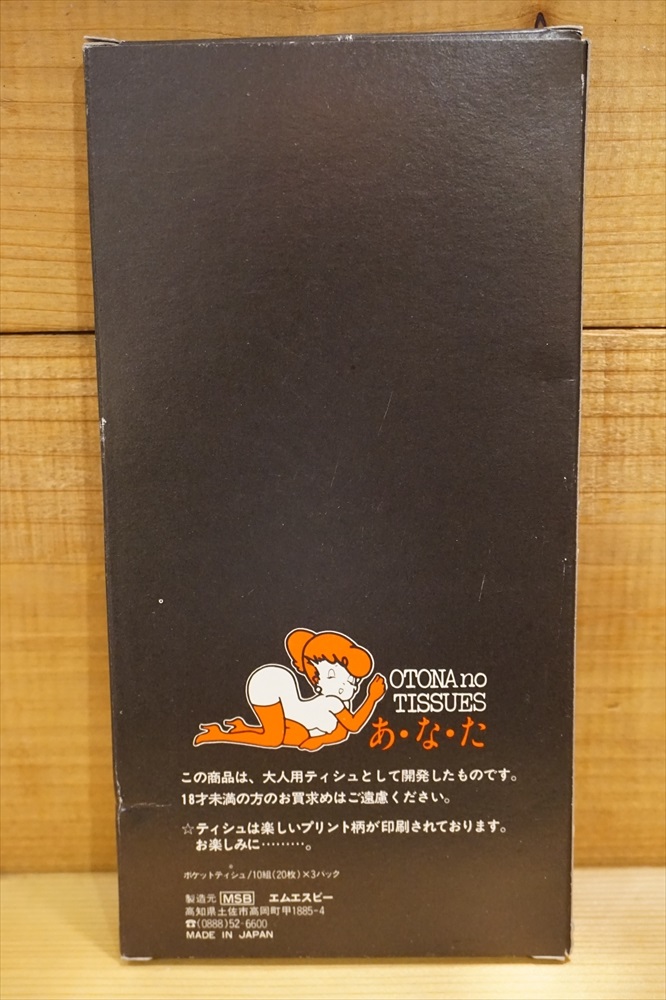 OTONA no
TISSUES
あ・な・た
この商品は、大人用ティシュとして開発したものです。
18才未満の方のお買求めはご遠慮ください。
☆ティシュは楽しいプリント柄が印刷されております。
お楽しみに………。
ポケットティシュ/10組(20枚)×3パック
製造元 MSB エムエスビー
高知県土佐市高岡町甲1885-4
☎(0888)52-6600
MADE IN JAPAN